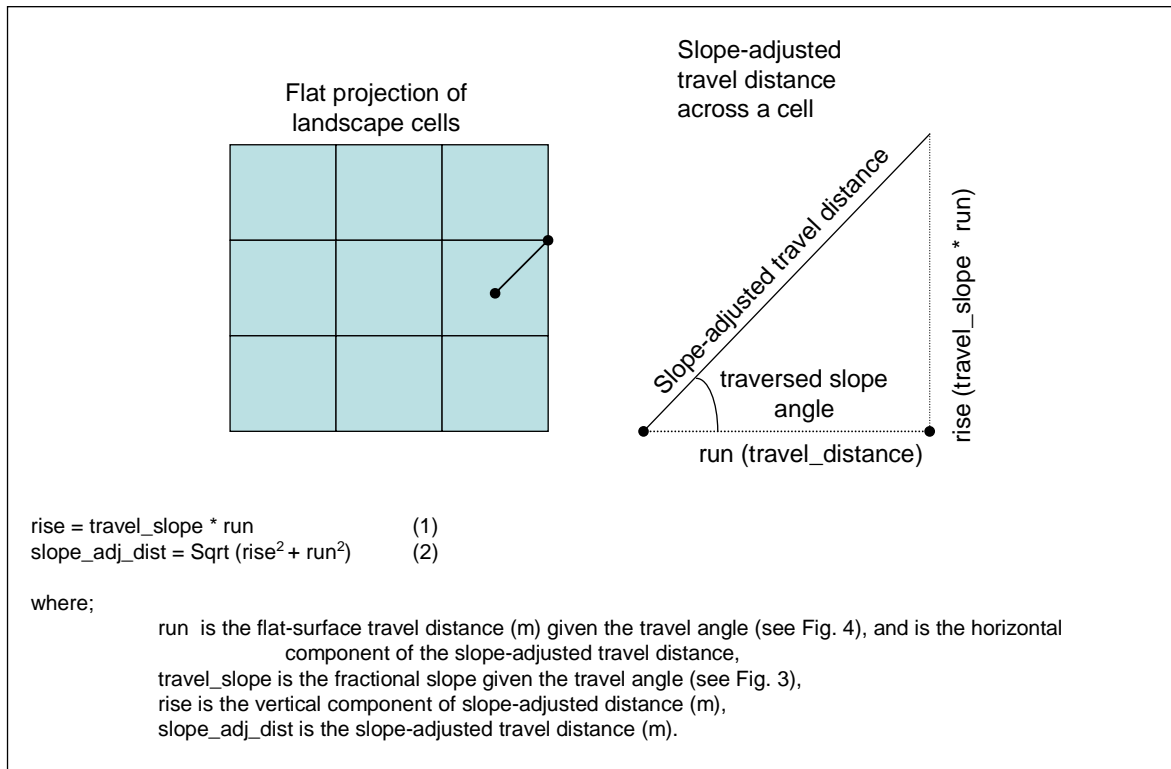 Flat projection of
landscape cells
Slope-adjusted
travel distance
across a cell
Slope-adjusted travel distance
rise (travel_slope * run)
traversed slope
angle
run (travel_distance)
rise = travel_slope * run (1)
slope_adj_dist = Sqrt (rise² + run²) (2)
where;
run is the flat-surface travel distance (m) given the travel angle (see Fig. 4), and is the horizontal
component of the slope-adjusted travel distance,
travel_slope is the fractional slope given the travel angle (see Fig. 3),
rise is the vertical component of slope-adjusted distance (m),
slope_adj_dist is the slope-adjusted travel distance (m).